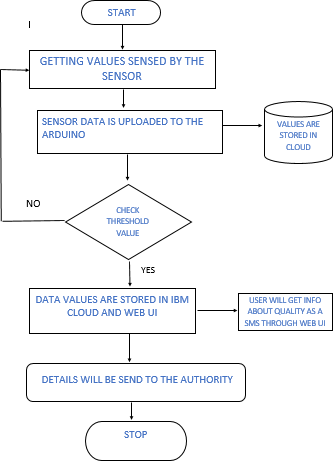 START
I
GETTING VALUES SENSED BY THE
SENSOR
SENSOR DATA IS UPLOADED TO THE
ARDUINO
VALUES ARE
STORED IN
CLOUD
NO
CHECK
THRESHOLD
VALUE
YES
DATA VALUES ARE STORED IN IBM
CLOUD AND WEB UI
USER WILL GET INFO
ABOUT QUALITY AS A
SMS THROUGH WEB UI
DETAILS WILL BE SEND TO THE AUTHORITY
STOP